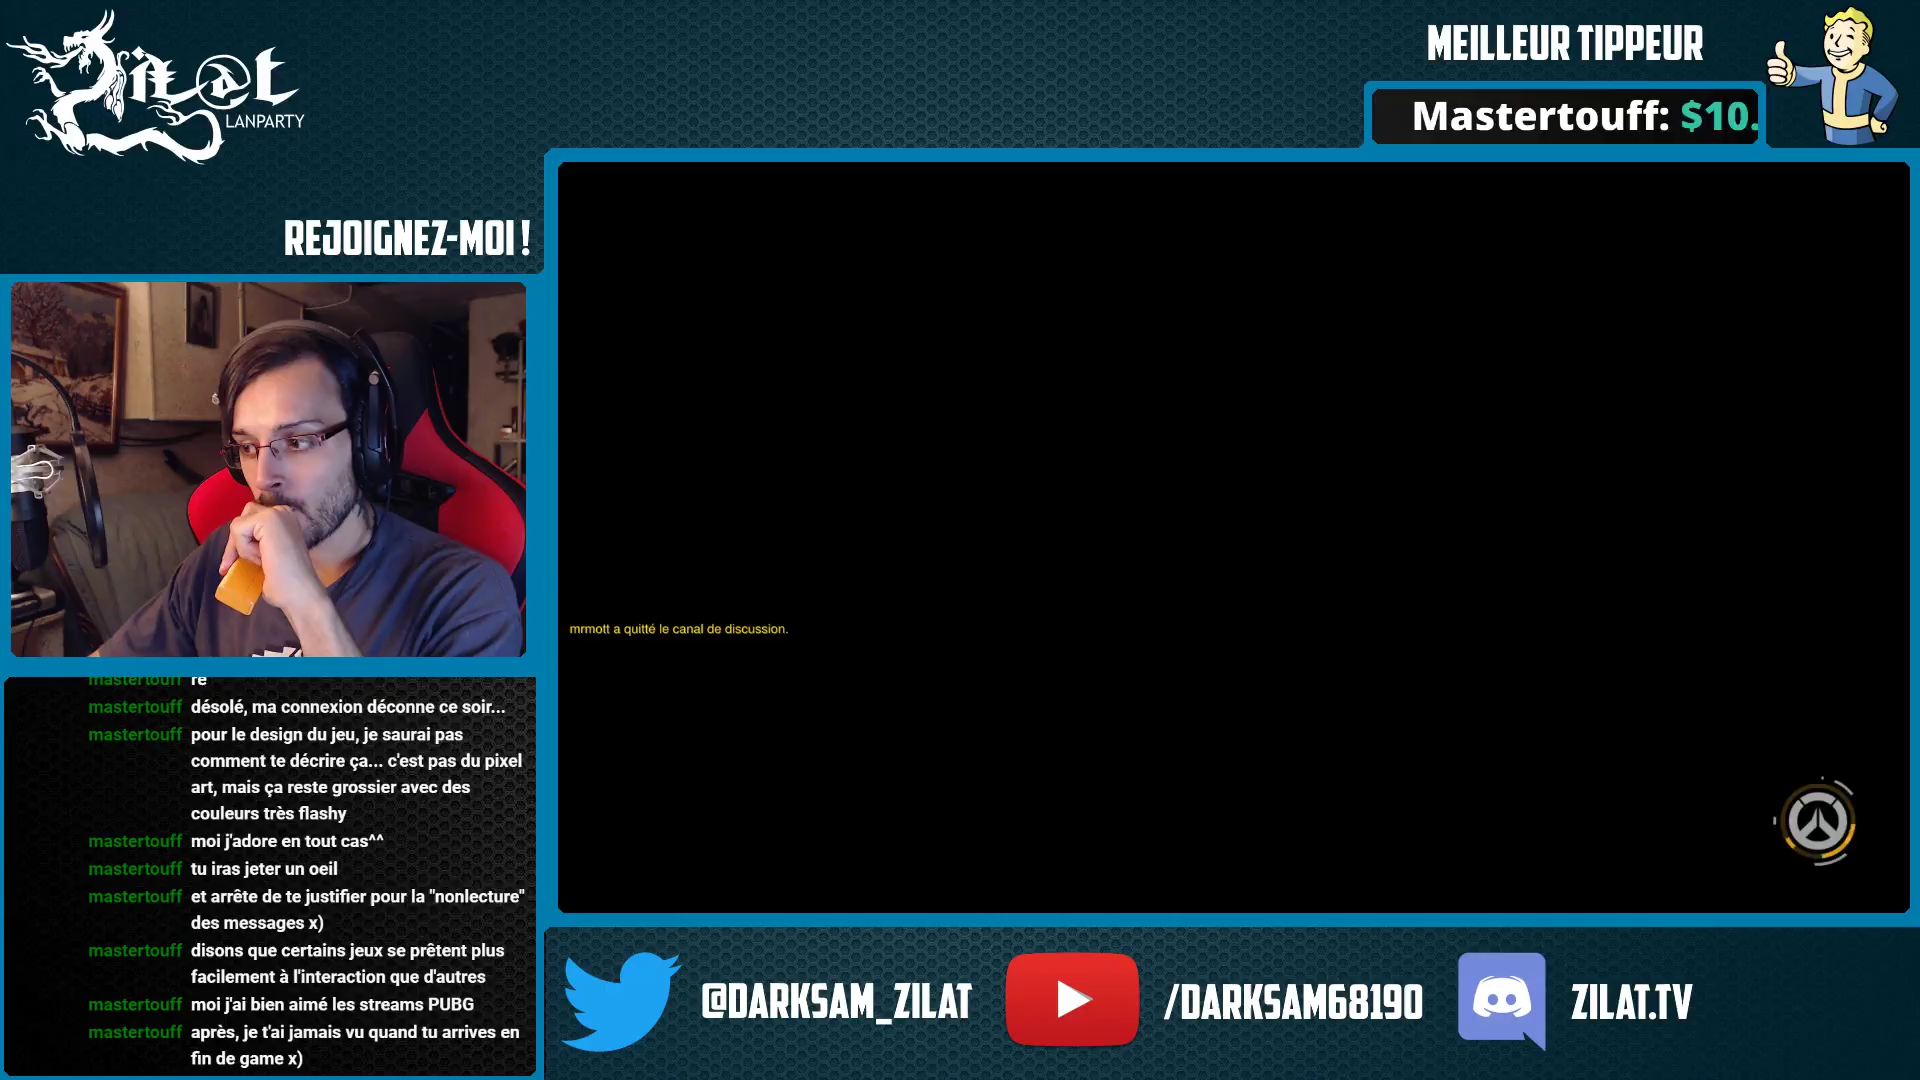 Zil@t
LANPARTY
MEILLEUR TIPPEUR
Mastertouff: $10.
REJOIGNEZ-MOI !
mrmott a quitté le canal de discussion.
mastertouff re
mastertouff désolé, ma connexion déconne ce soir...
mastertouff pour le design du jeu, je saurai pas
comment te décrire ça... c'est pas du pixel
art, mais ça reste grossier avec des
couleurs très flashy
mastertouff moi j'adore en tout cas^^
mastertouff tu iras jeter un oeil
mastertouff et arrête de te justifier pour la "nonlecture"
des messages x)
mastertouff disons que certains jeux se prêtent plus
facilement à l'interaction que d'autres
mastertouff moi j'ai bien aimé les streams PUBG
mastertouff après, je t'ai jamais vu quand tu arrives en
fin de game x)
@DARKSAM_ZILAT
/DARKSAM68190
ZILAT.TV